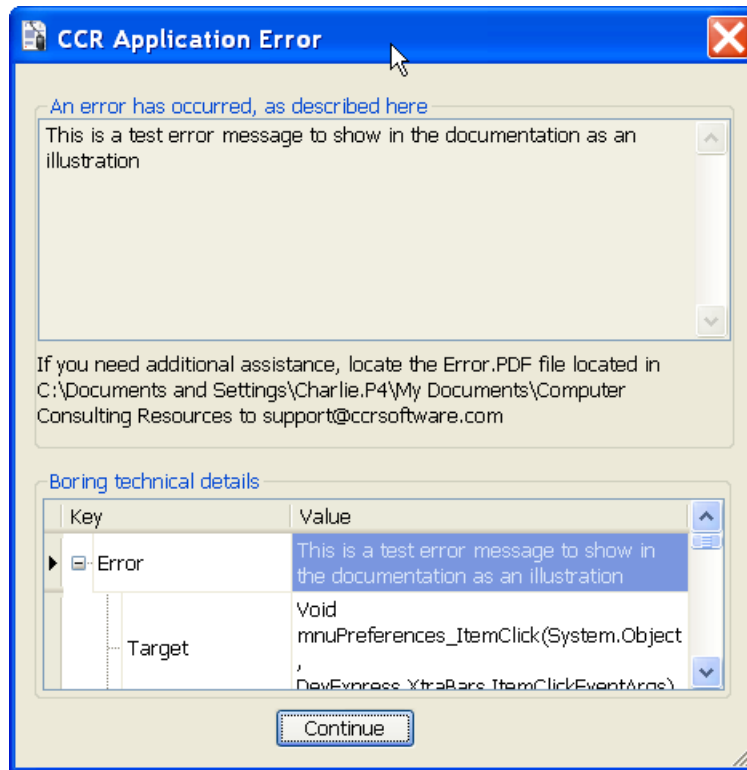 CCR Application Error
An error has occurred, as described here
This is a test error message to show in the documentation as an
illustration
If you need additional assistance, locate the Error.PDF file located in
C:\Documents and Settings\Charlie.P4\My Documents\Computer
Consulting Resources to support@ccrsoftware.com
Boring technical details
Key Value
Error This is a test error message to show in
the documentation as an illustration
Void
Target mnuPreferences_ItemClick(System.Object
,
DevExpress.XtraBars.ItemClickEventArgs)
Continue